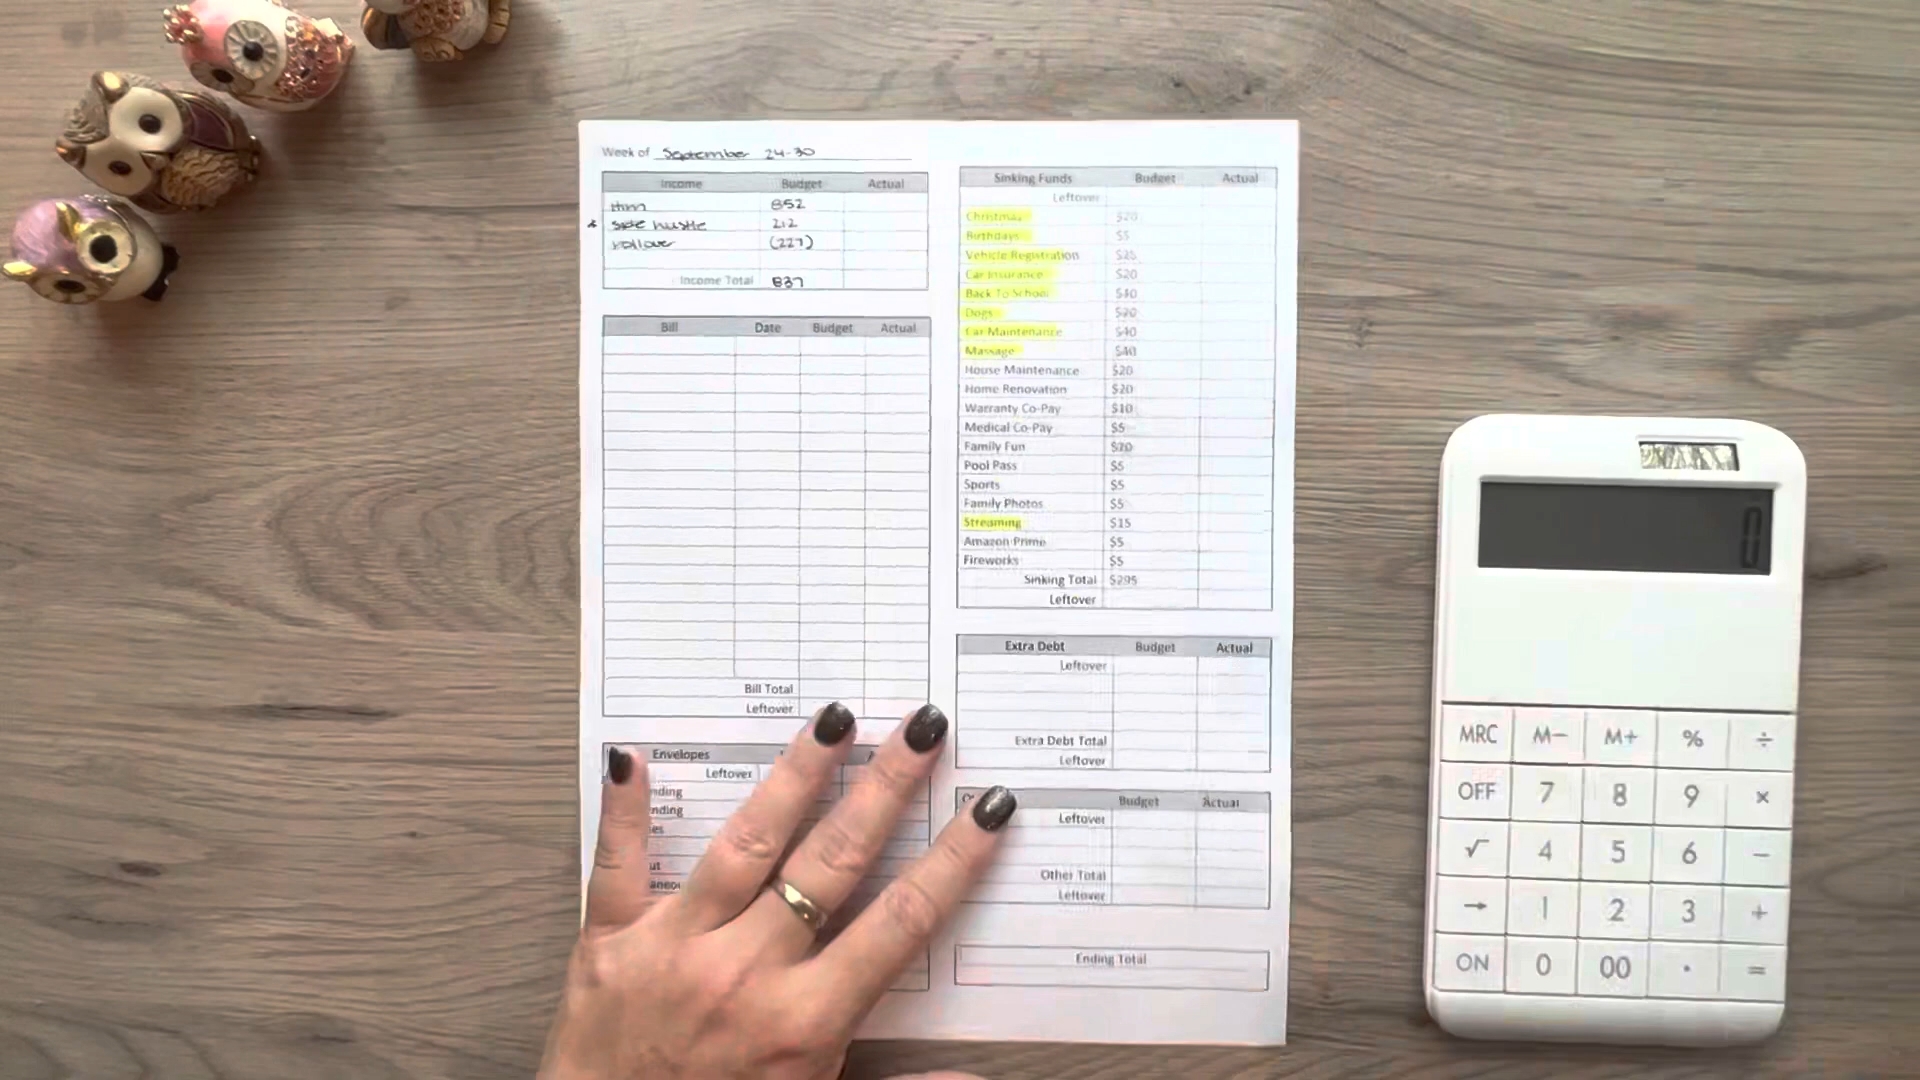 Week of September 24-30
Income Budget Actual
Him 852
* side hustle 212
rollover (227)
Income Total 837
Bill Date Budget Actual
Bill Total
Leftover
Envelopes
Leftover
Sinking Funds Budget Actual
Leftover
Christmas $20
Birthdays $5
Vehicle Registration $25
Car Insurance $20
Back To School
Dogs
Car Maintenance $40
Massage $40
House Maintenance $20
Home Renovation $20
Warranty Co-Pay $10
Medical Co-Pay $5
Family Fun $20
Pool Pass $5
Sports $5
Family Photos $5
Streaming $15
Amazon Prime $5
Fireworks $5
Sinking Total $295
Leftover
Extra Debt Budget Actual
Leftover
Extra Debt Total
Leftover
Budget Actual
Leftover
Other Total
Leftover
Ending Total
0
MRC M− M+ % ÷
OFF 7 8 9 ×
√ 4 5 6 −
→ 1 2 3 +
ON 0 00 . =